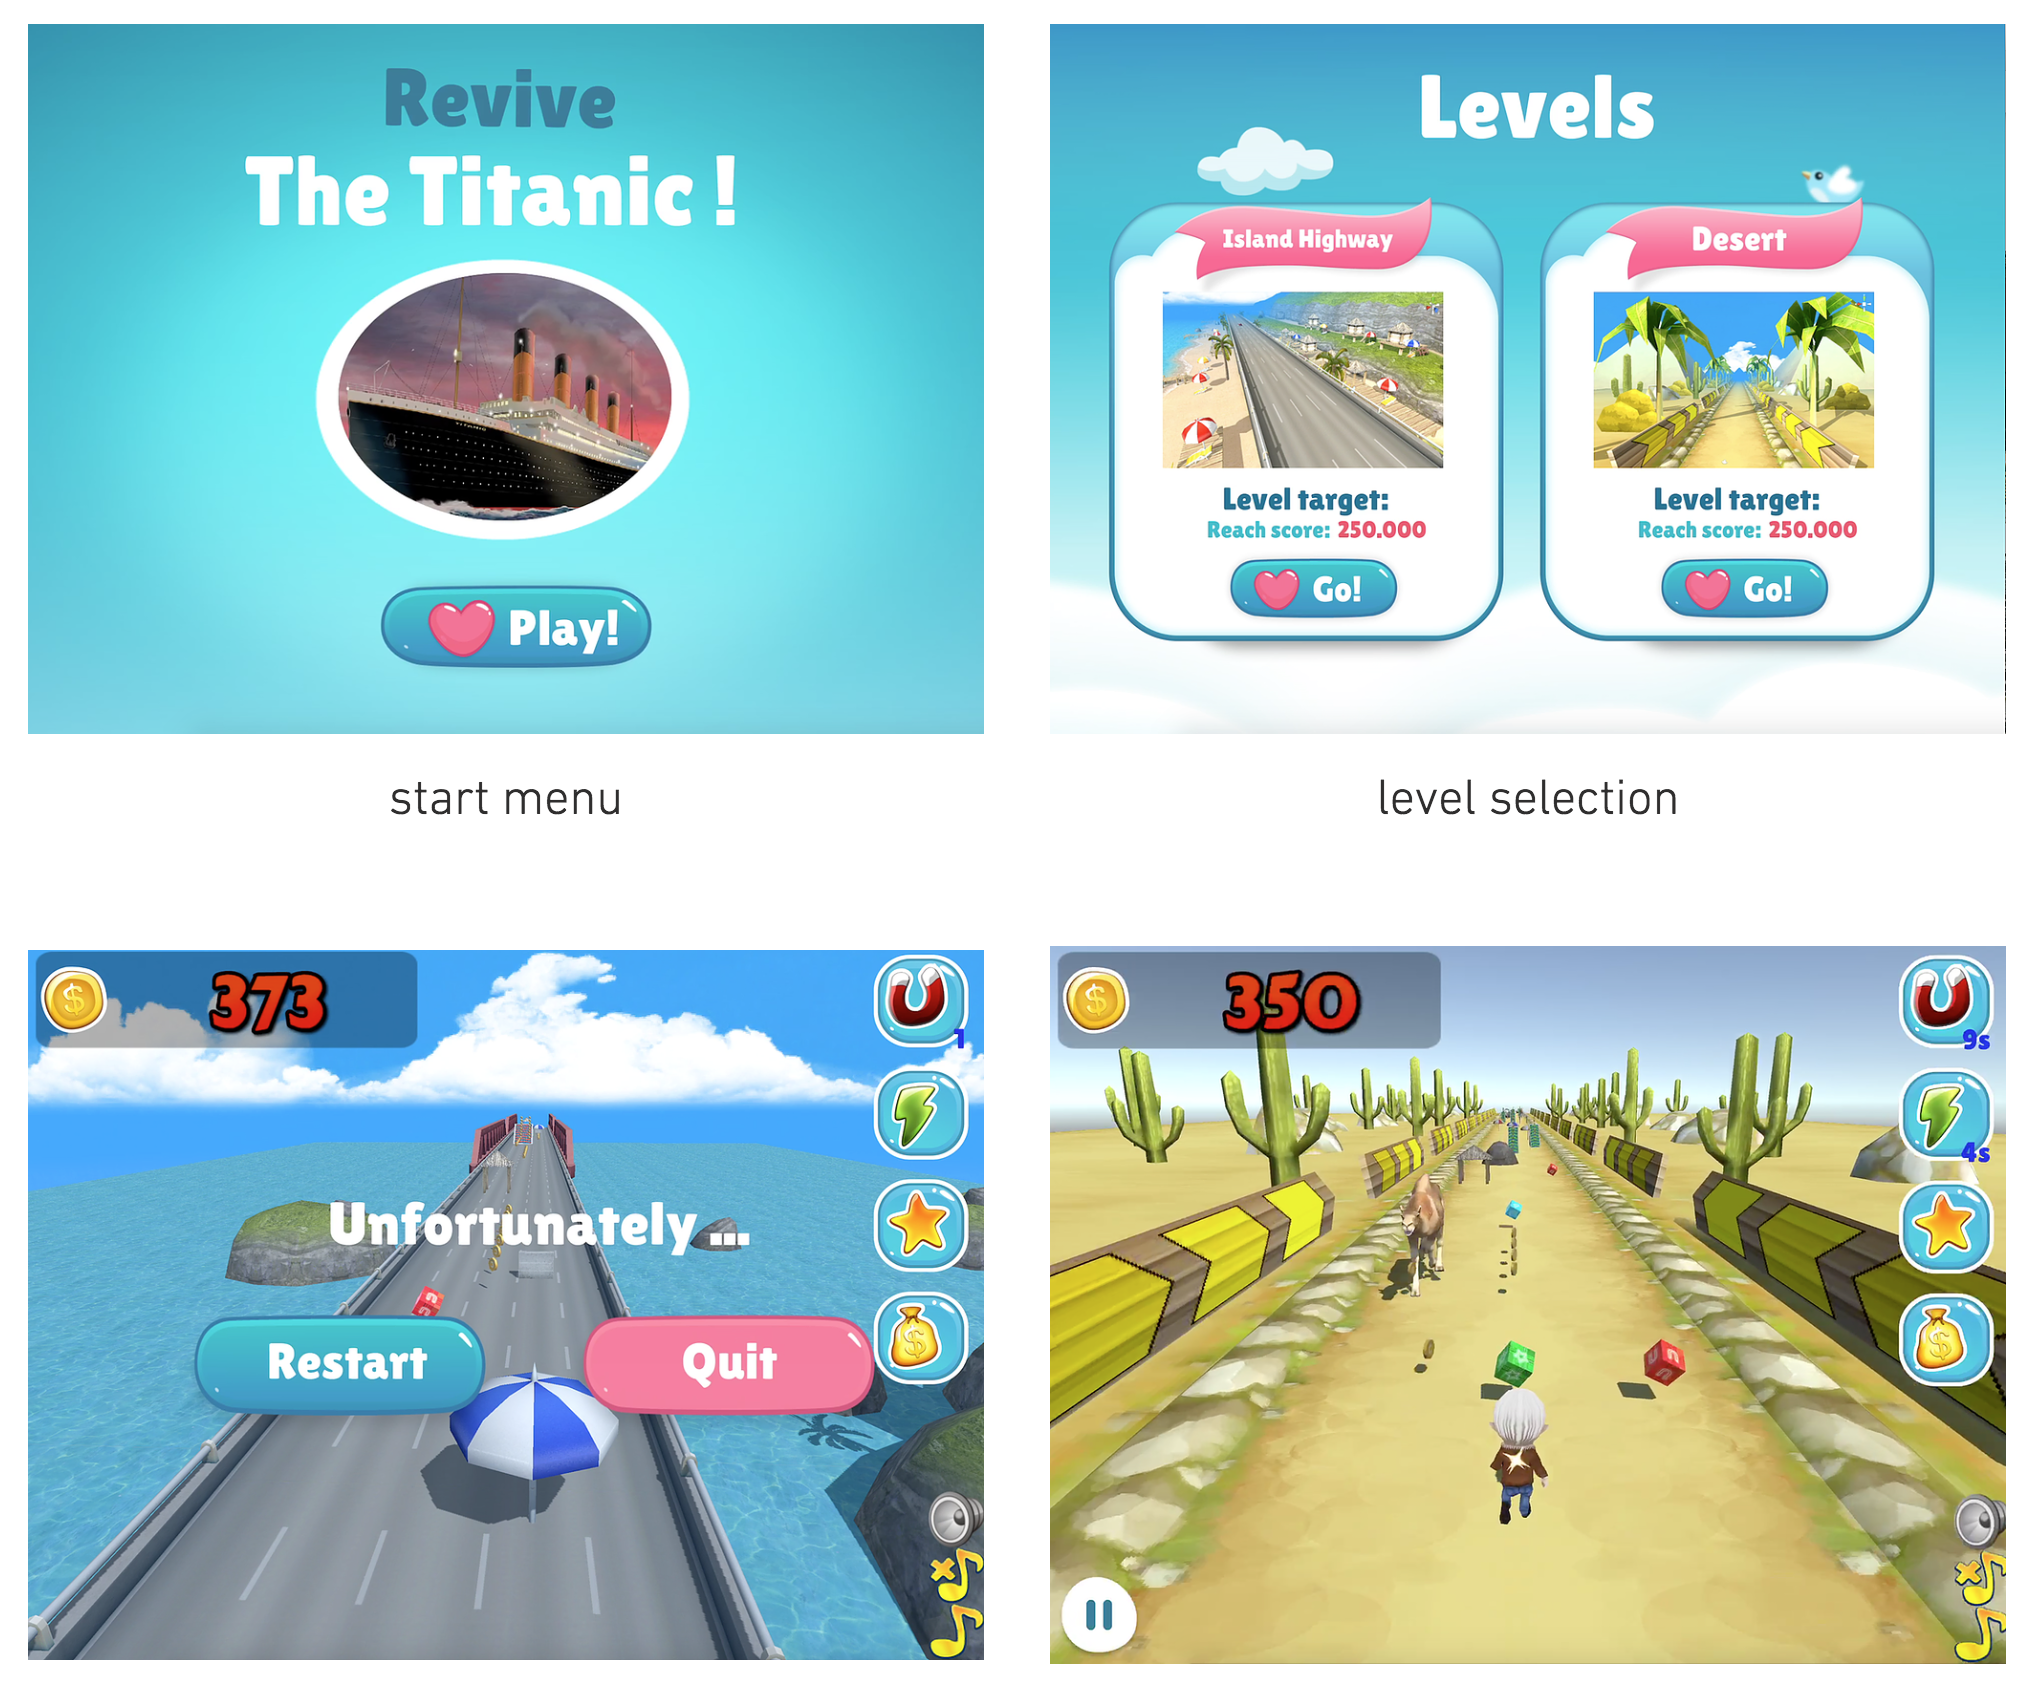 Revive
The Titanic !
Play!
start menu
Levels
Island Highway
Level target:
Reach score: 250.000
Go!
Desert
Level target:
Reach score: 250.000
Go!
level selection
373
1
Unfortunately ...
Restart
Quit
350
9s
4s